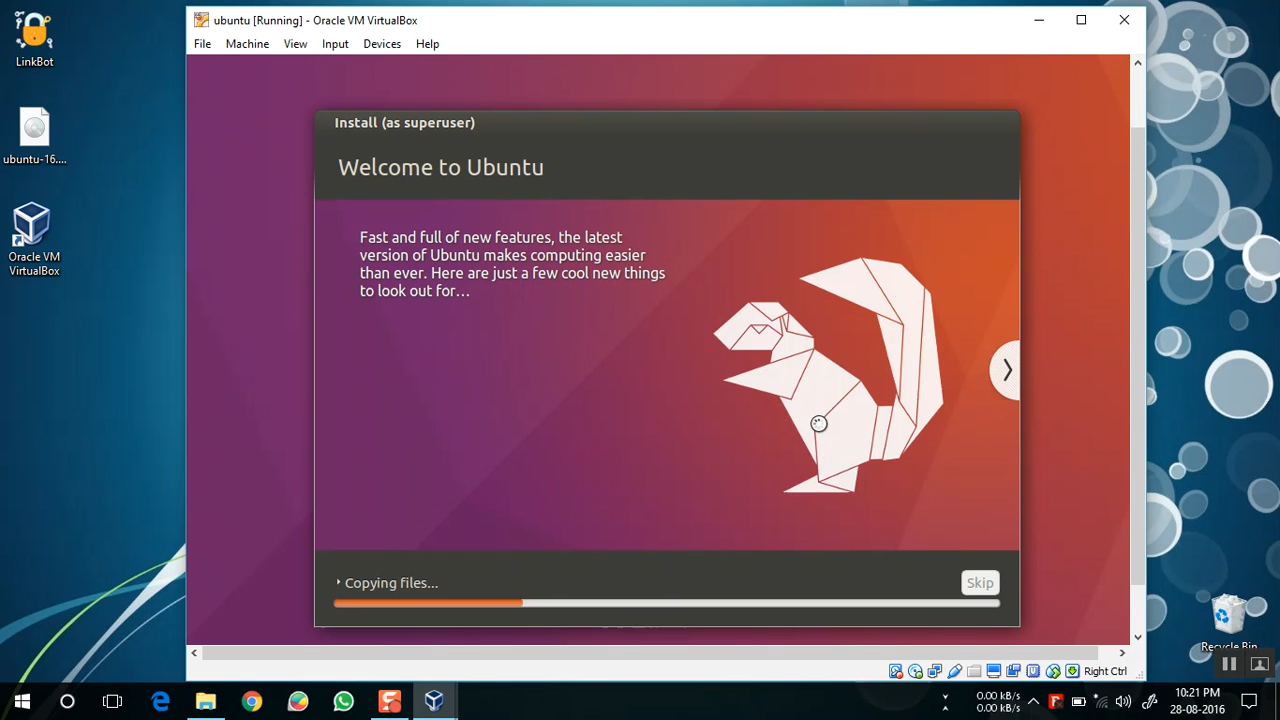 LinkBot
ubuntu-16....
Oracle VM
VirtualBox
ubuntu [Running] - Oracle VM VirtualBox
File Machine View Input Devices Help
Install (as superuser)
Welcome to Ubuntu
Fast and full of new features, the latest
version of Ubuntu makes computing easier
than ever. Here are just a few cool new things
to look out for…
Copying files...
Skip
Right Ctrl
Recycle Bin
0.00 kB/s
0.00 kB/s
10:21 PM
28-08-2016